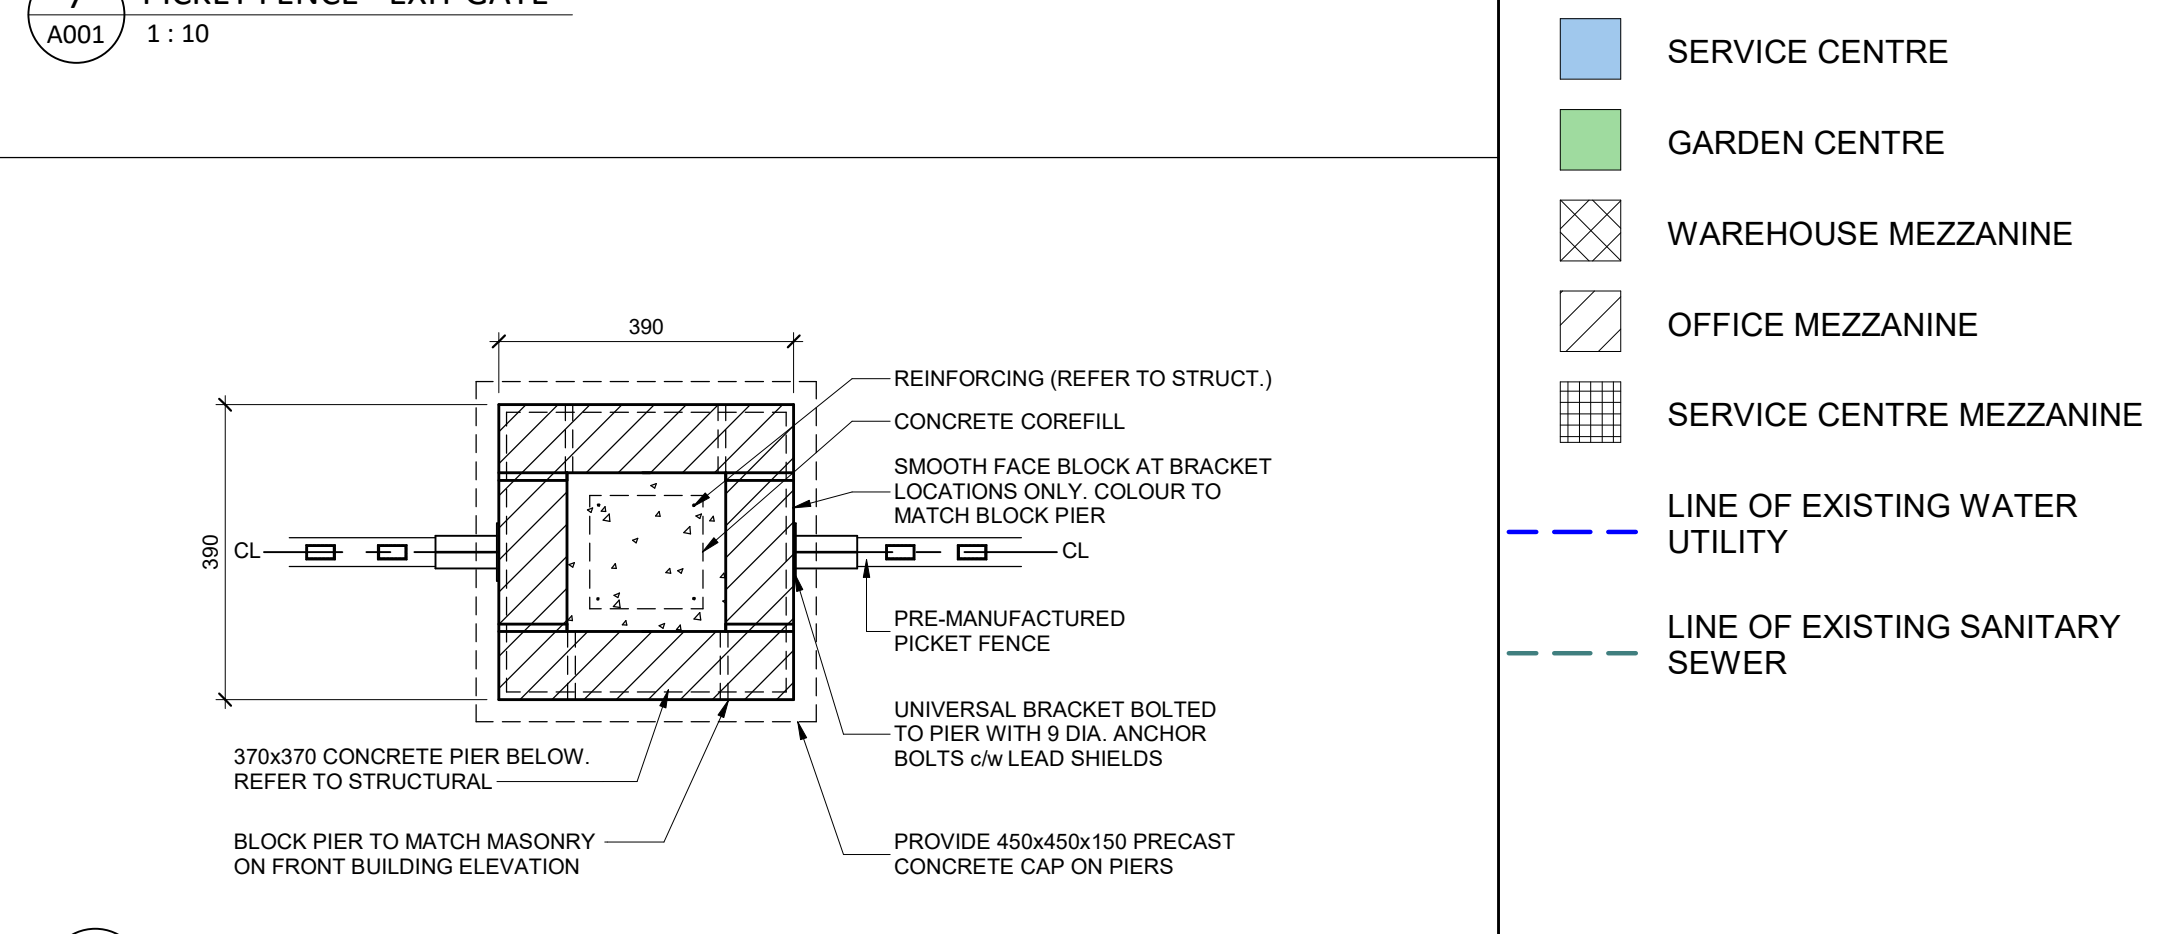 PICKET FENCE - EXIT GATE
A001
1 : 10
390
390
CL
CL
REINFORCING (REFER TO STRUCT.)
CONCRETE COREFILL
SMOOTH FACE BLOCK AT BRACKET
LOCATIONS ONLY. COLOUR TO
MATCH BLOCK PIER
PRE-MANUFACTURED
PICKET FENCE
UNIVERSAL BRACKET BOLTED
TO PIER WITH 9 DIA. ANCHOR
BOLTS c/w LEAD SHIELDS
PROVIDE 450x450x150 PRECAST
CONCRETE CAP ON PIERS
370x370 CONCRETE PIER BELOW.
REFER TO STRUCTURAL
BLOCK PIER TO MATCH MASONRY
ON FRONT BUILDING ELEVATION
SERVICE CENTRE
GARDEN CENTRE
WAREHOUSE MEZZANINE
OFFICE MEZZANINE
SERVICE CENTRE MEZZANINE
LINE OF EXISTING WATER
UTILITY
LINE OF EXISTING SANITARY
SEWER